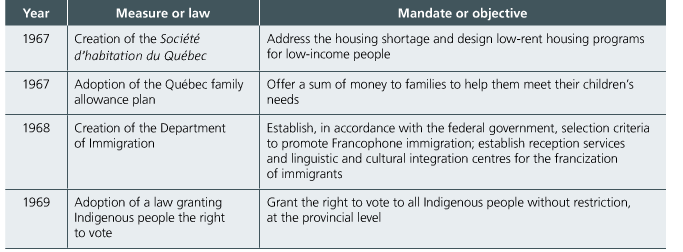 Year Measure or law Mandate or objective
1967 Creation of the Société Address the housing shortage and design low-rent housing programs
d'habitation du Québec for low-income people
1967 Adoption of the Québec family Offer a sum of money to families to help them meet their children's
allowance plan needs
1968 Creation of the Department Establish, in accordance with the federal government, selection criteria
of Immigration to promote Francophone immigration; establish reception services
and linguistic and cultural integration centres for the francization
of immigrants
1969 Adoption of a law granting Grant the right to vote to all Indigenous people without restriction,
Indigenous people the right at the provincial level
to vote